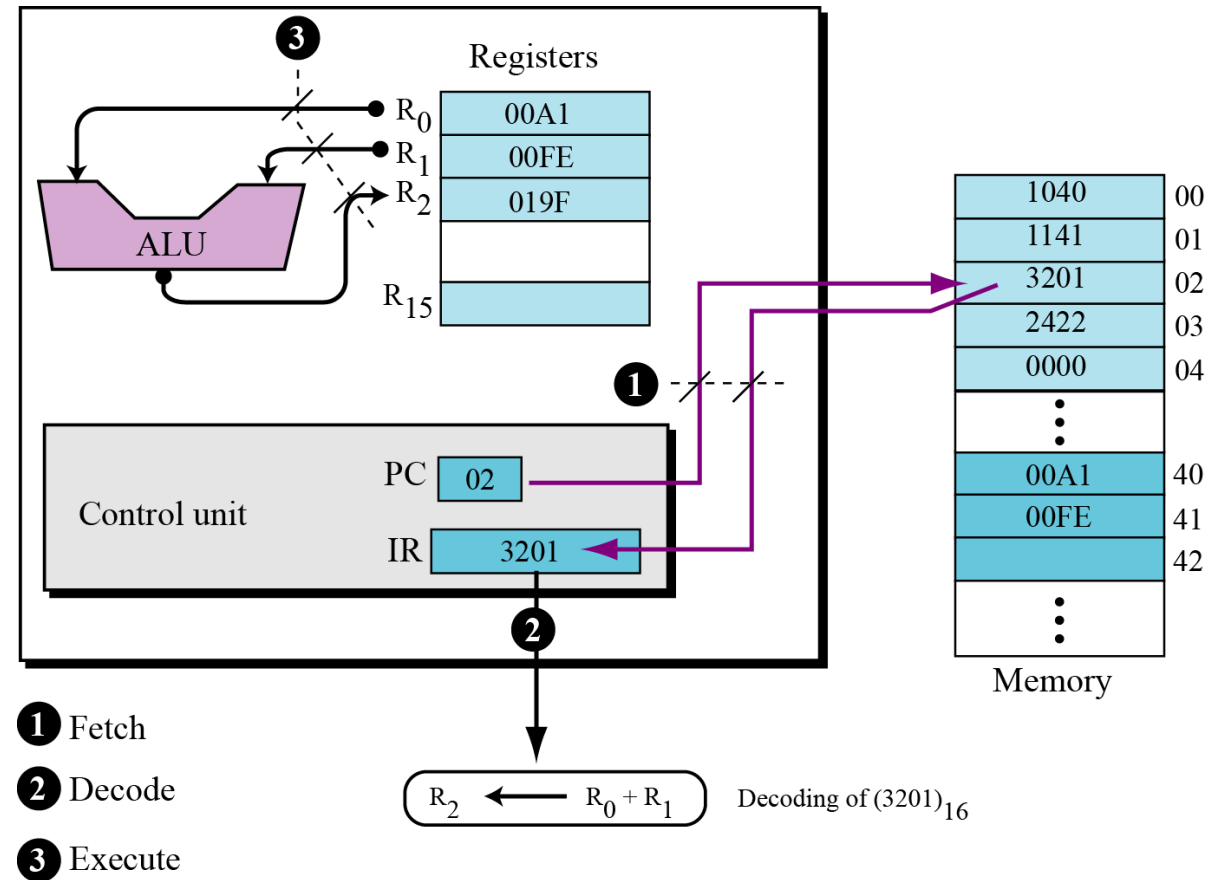 3
Registers
R0 00A1
R1 00FE
R2 019F
R15
ALU
1040 00
1141 01
3201 02
2422 03
0000 04
00A1 40
00FE 41
42
Memory
1
Control unit
PC 02
IR 3201
2
1 Fetch
2 Decode
3 Execute
R2 ← R0 + R1
Decoding of (3201)16